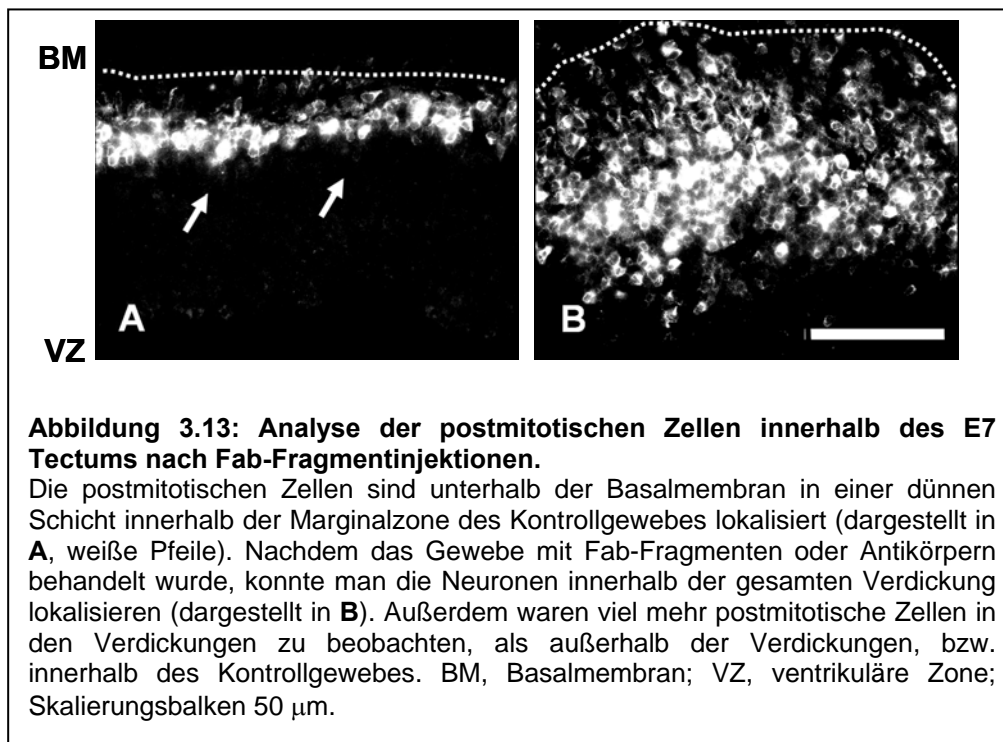 BM
A
B
VZ
Abbildung 3.13: Analyse der postmitotischen Zellen innerhalb des E7
Tectums nach Fab-Fragmentinjektionen.
Die postmitotischen Zellen sind unterhalb der Basalmembran in einer dünnen
Schicht innerhalb der Marginalzone des Kontrollgewebes lokalisiert (dargestellt in
A, weiße Pfeile). Nachdem das Gewebe mit Fab-Fragmenten oder Antikörpern
behandelt wurde, konnte man die Neuronen innerhalb der gesamten Verdickung
lokalisieren (dargestellt in B). Außerdem waren viel mehr postmitotische Zellen in
den Verdickungen zu beobachten, als außerhalb der Verdickungen, bzw.
innerhalb des Kontrollgewebes. BM, Basalmembran; VZ, ventrikuläre Zone;
Skalierungsbalken 50 μm.